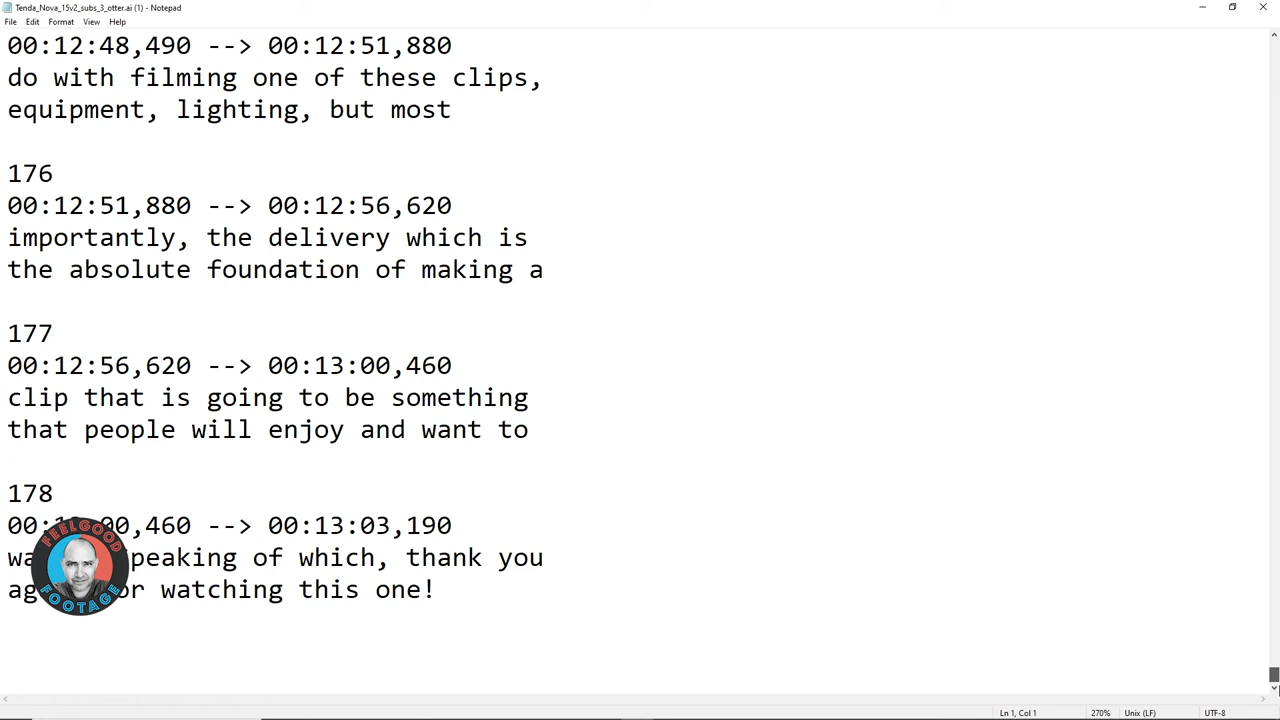 Tenda_Nova_15v2_subs_3_otter.ai (1) - Notepad
File Edit Format View Help
00:12:48,490 --> 00:12:51,880
do with filming one of these clips,
equipment, lighting, but most
176
00:12:51,880 --> 00:12:56,620
importantly, the delivery which is
the absolute foundation of making a
177
00:12:56,620 --> 00:13:00,460
clip that is going to be something
that people will enjoy and want to
178
00,460 --> 00:13:03,190
of which, thank you
watching this one!
FEELGOOD
FOOTAGE
Ln 1, Col 1 270% Unix (LF) UTF-8